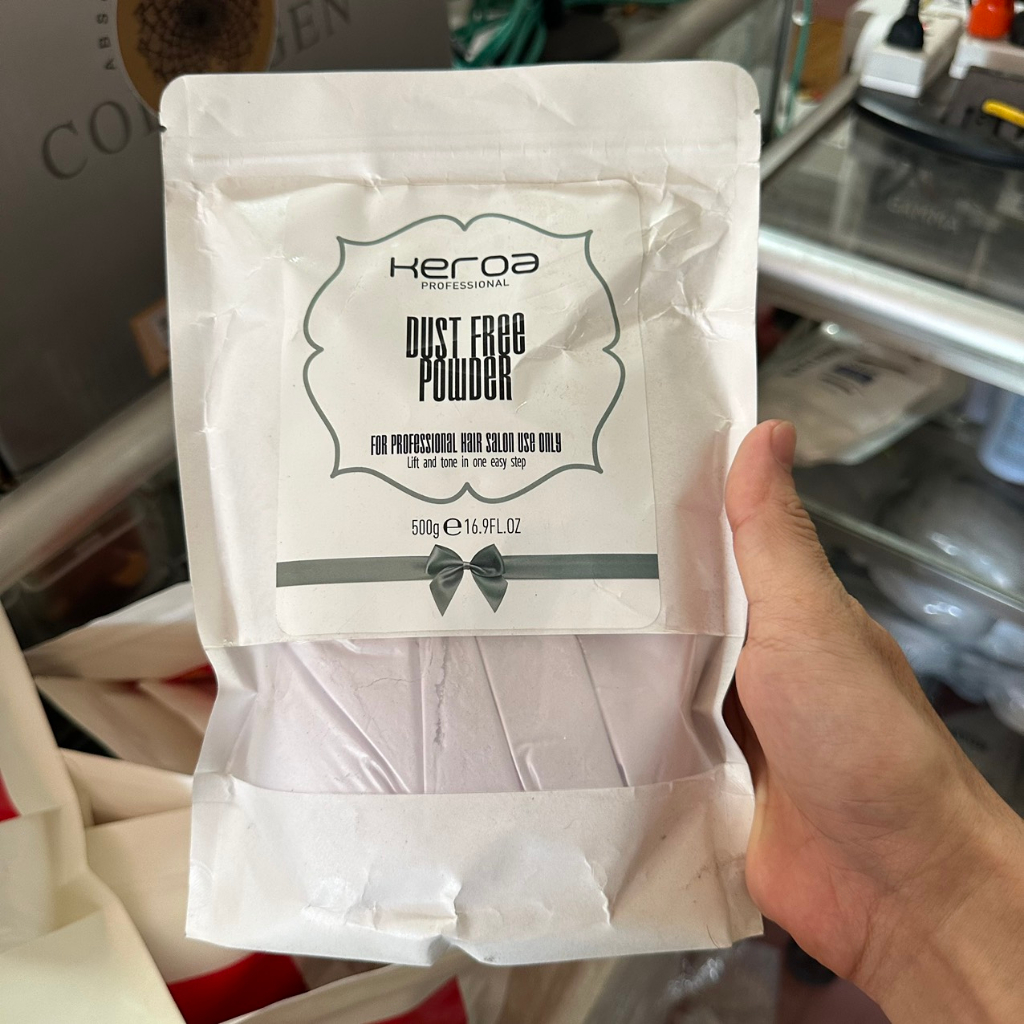 keroa
PROFESSIONAL
DUST FREE
POWDER
FOR PROFESSIONAL HAIR SALON USE ONLY
Lift and tone in one easy step
500g ℮ 16.9FL.OZ